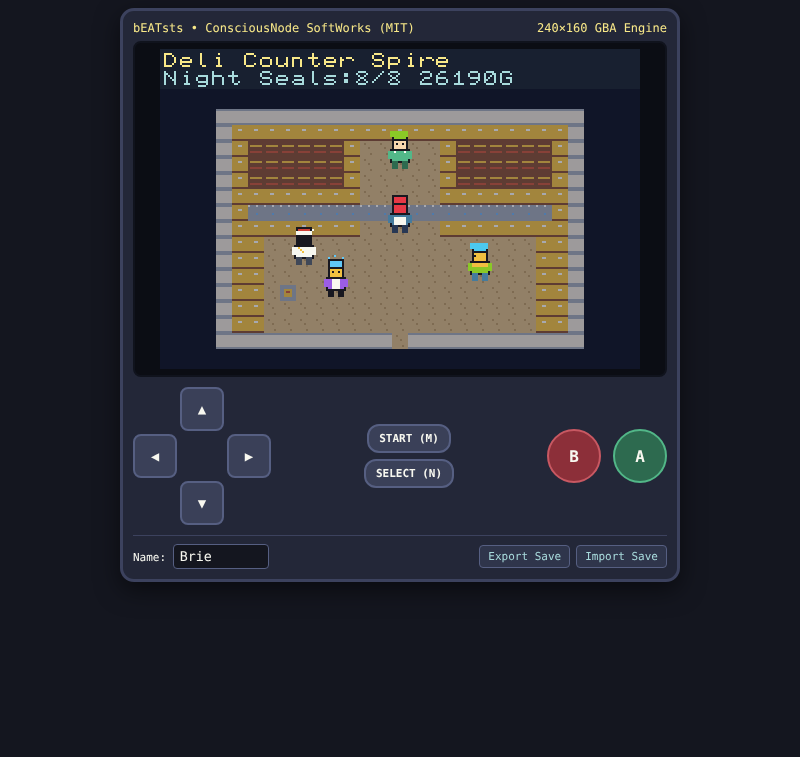 bEATsts • ConsciousNode SoftWorks (MIT)
240×160 GBA Engine
Deli Counter Spire
Night Seals:8/8 26190G
▲
◄
►
▼
START (M)
SELECT (N)
B
A
Name: Brie
Export Save
Import Save